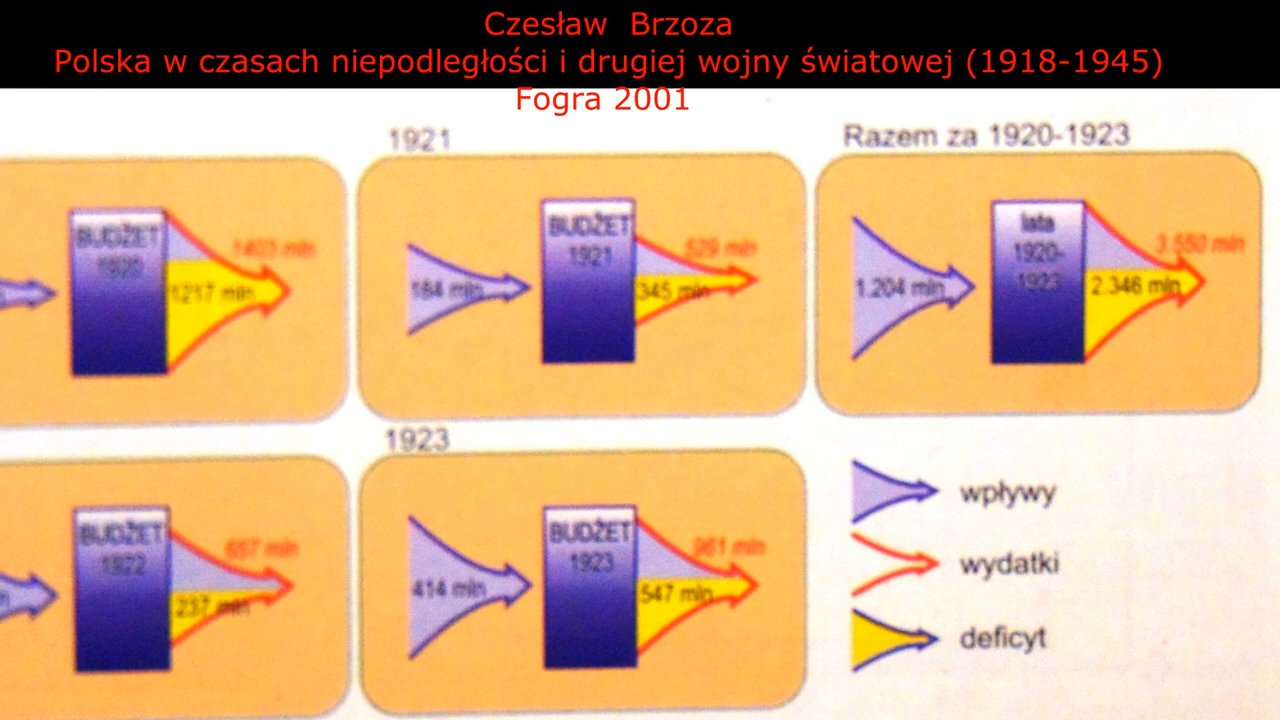 Czesław Brzoza
Polska w czasach niepodległości i drugiej wojny światowej (1918-1945)
Fogra 2001
1921
Razem za 1920-1923
BUDŻET
1920
1403 mln
1217 mln
BUDŻET
1921
184 mln
529 mln
345 mln
lata
1920-
1923
1.204 mln
3.550 mln
2.346 mln
1923
BUDŻET
1922
657 mln
237 mln
BUDŻET
1923
414 mln
961 mln
547 mln
wpływy
wydatki
deficyt